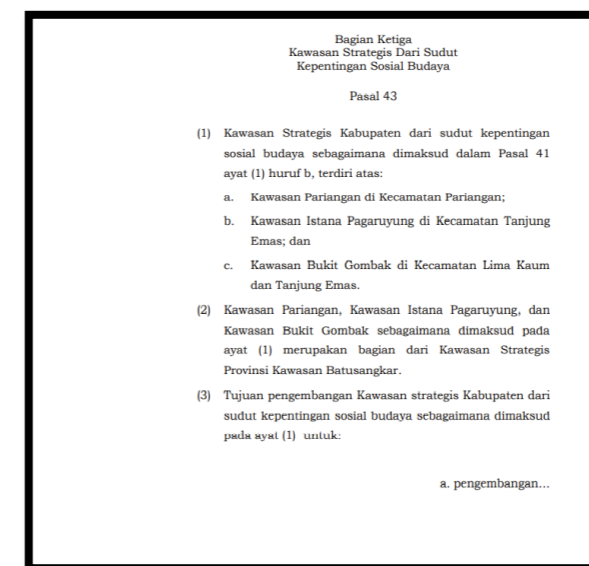 Bagian Ketiga
Kawasan Strategis Dari Sudut
Kepentingan Sosial Budaya
Pasal 43
(1) Kawasan Strategis Kabupaten dari sudut kepentingan
sosial budaya sebagaimana dimaksud dalam Pasal 41
ayat (1) huruf b, terdiri atas:
a. Kawasan Pariangan di Kecamatan Pariangan;
b. Kawasan Istana Pagaruyung di Kecamatan Tanjung
Emas; dan
c. Kawasan Bukit Gombak di Kecamatan Lima Kaum
dan Tanjung Emas.
(2) Kawasan Pariangan, Kawasan Istana Pagaruyung, dan
Kawasan Bukit Gombak sebagaimana dimaksud pada
ayat (1) merupakan bagian dari Kawasan Strategis
Provinsi Kawasan Batusangkar.
(3) Tujuan pengembangan Kawasan strategis Kabupaten dari
sudut kepentingan sosial budaya sebagaimana dimaksud
pada ayat (1) untuk:
a. pengembangan...